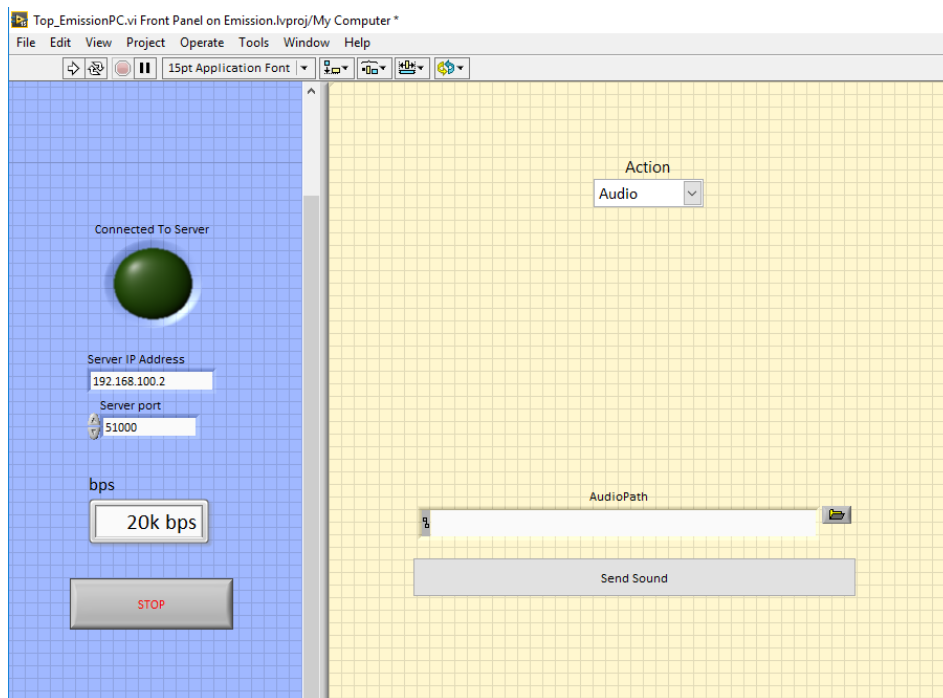 Top_EmissionPC.vi Front Panel on Emission.lvproj/My Computer *
File Edit View Project Operate Tools Window Help
15pt Application Font
Connected To Server
Server IP Address
192.168.100.2
Server port
51000
bps
20k bps
STOP
Action
Audio
AudioPath
Send Sound